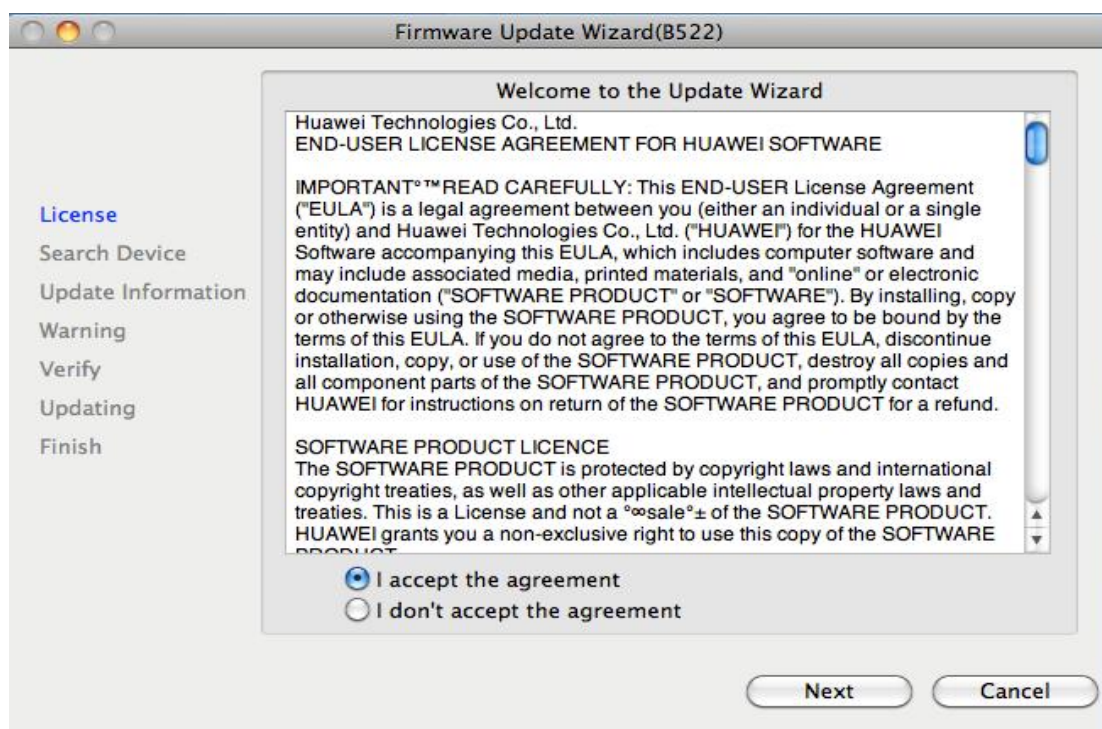 Firmware Update Wizard(B522)
Welcome to the Update Wizard
License
Search Device
Update Information
Warning
Verify
Updating
Finish
Huawei Technologies Co., Ltd.
END-USER LICENSE AGREEMENT FOR HUAWEI SOFTWARE
IMPORTANT°™READ CAREFULLY: This END-USER License Agreement
("EULA") is a legal agreement between you (either an individual or a single
entity) and Huawei Technologies Co., Ltd. ("HUAWEI") for the HUAWEI
Software accompanying this EULA, which includes computer software and
may include associated media, printed materials, and "online" or electronic
documentation ("SOFTWARE PRODUCT" or "SOFTWARE"). By installing, copy
or otherwise using the SOFTWARE PRODUCT, you agree to be bound by the
terms of this EULA. If you do not agree to the terms of this EULA, discontinue
installation, copy, or use of the SOFTWARE PRODUCT, destroy all copies and
all component parts of the SOFTWARE PRODUCT, and promptly contact
HUAWEI for instructions on return of the SOFTWARE PRODUCT for a refund.
SOFTWARE PRODUCT LICENCE
The SOFTWARE PRODUCT is protected by copyright laws and international
copyright treaties, as well as other applicable intellectual property laws and
treaties. This is a License and not a °∞sale°± of the SOFTWARE PRODUCT.
HUAWEI grants you a non-exclusive right to use this copy of the SOFTWARE
PRODUCT
I accept the agreement
I don't accept the agreement
Next
Cancel